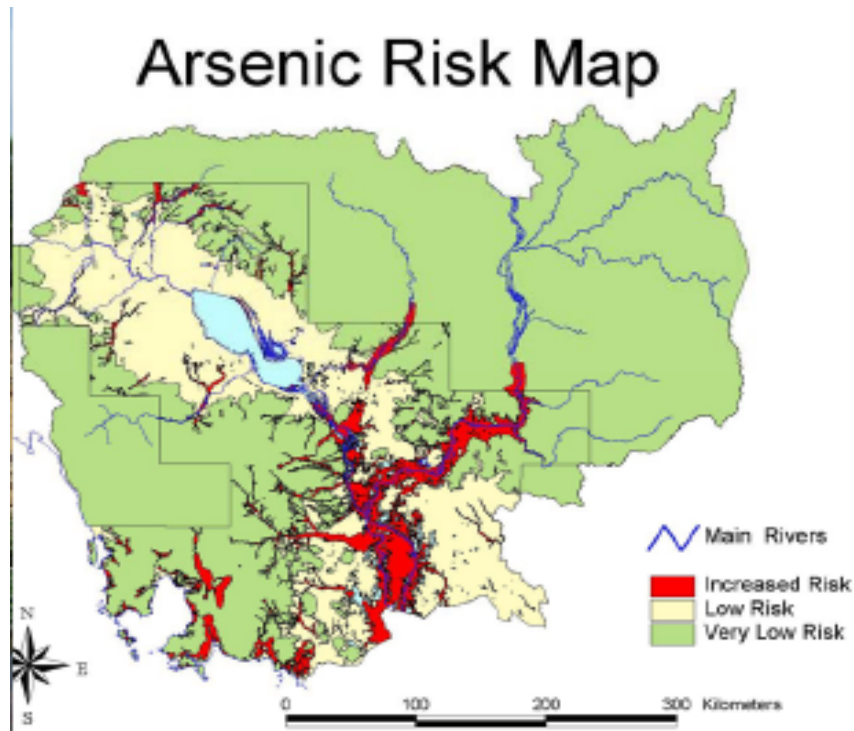 Arsenic Risk Map
Main Rivers
Increased Risk
Low Risk
Very Low Risk
N
E
S
0 100 200 300 Kilometers